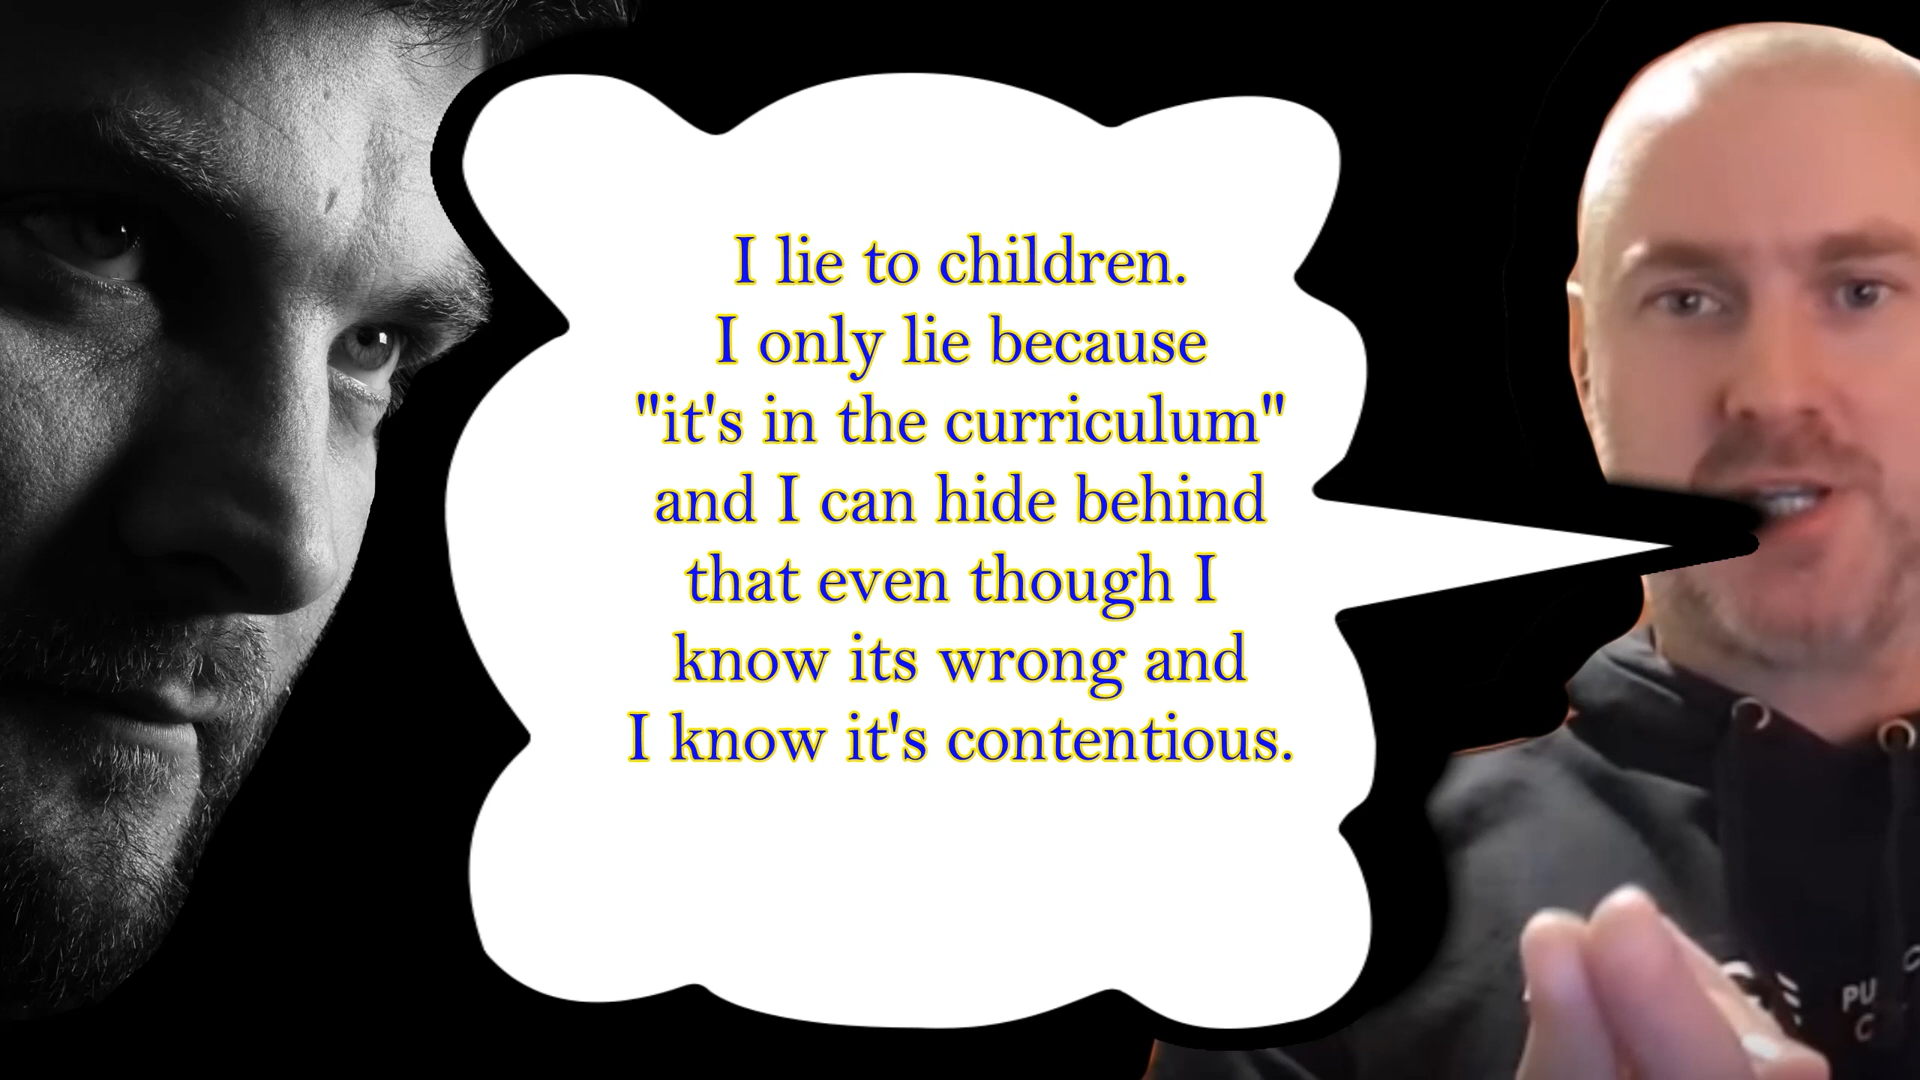 I lie to children.
I only lie because
"it's in the curriculum"
and I can hide behind
that even though I
know its wrong and
I know it's contentious.
PU
C